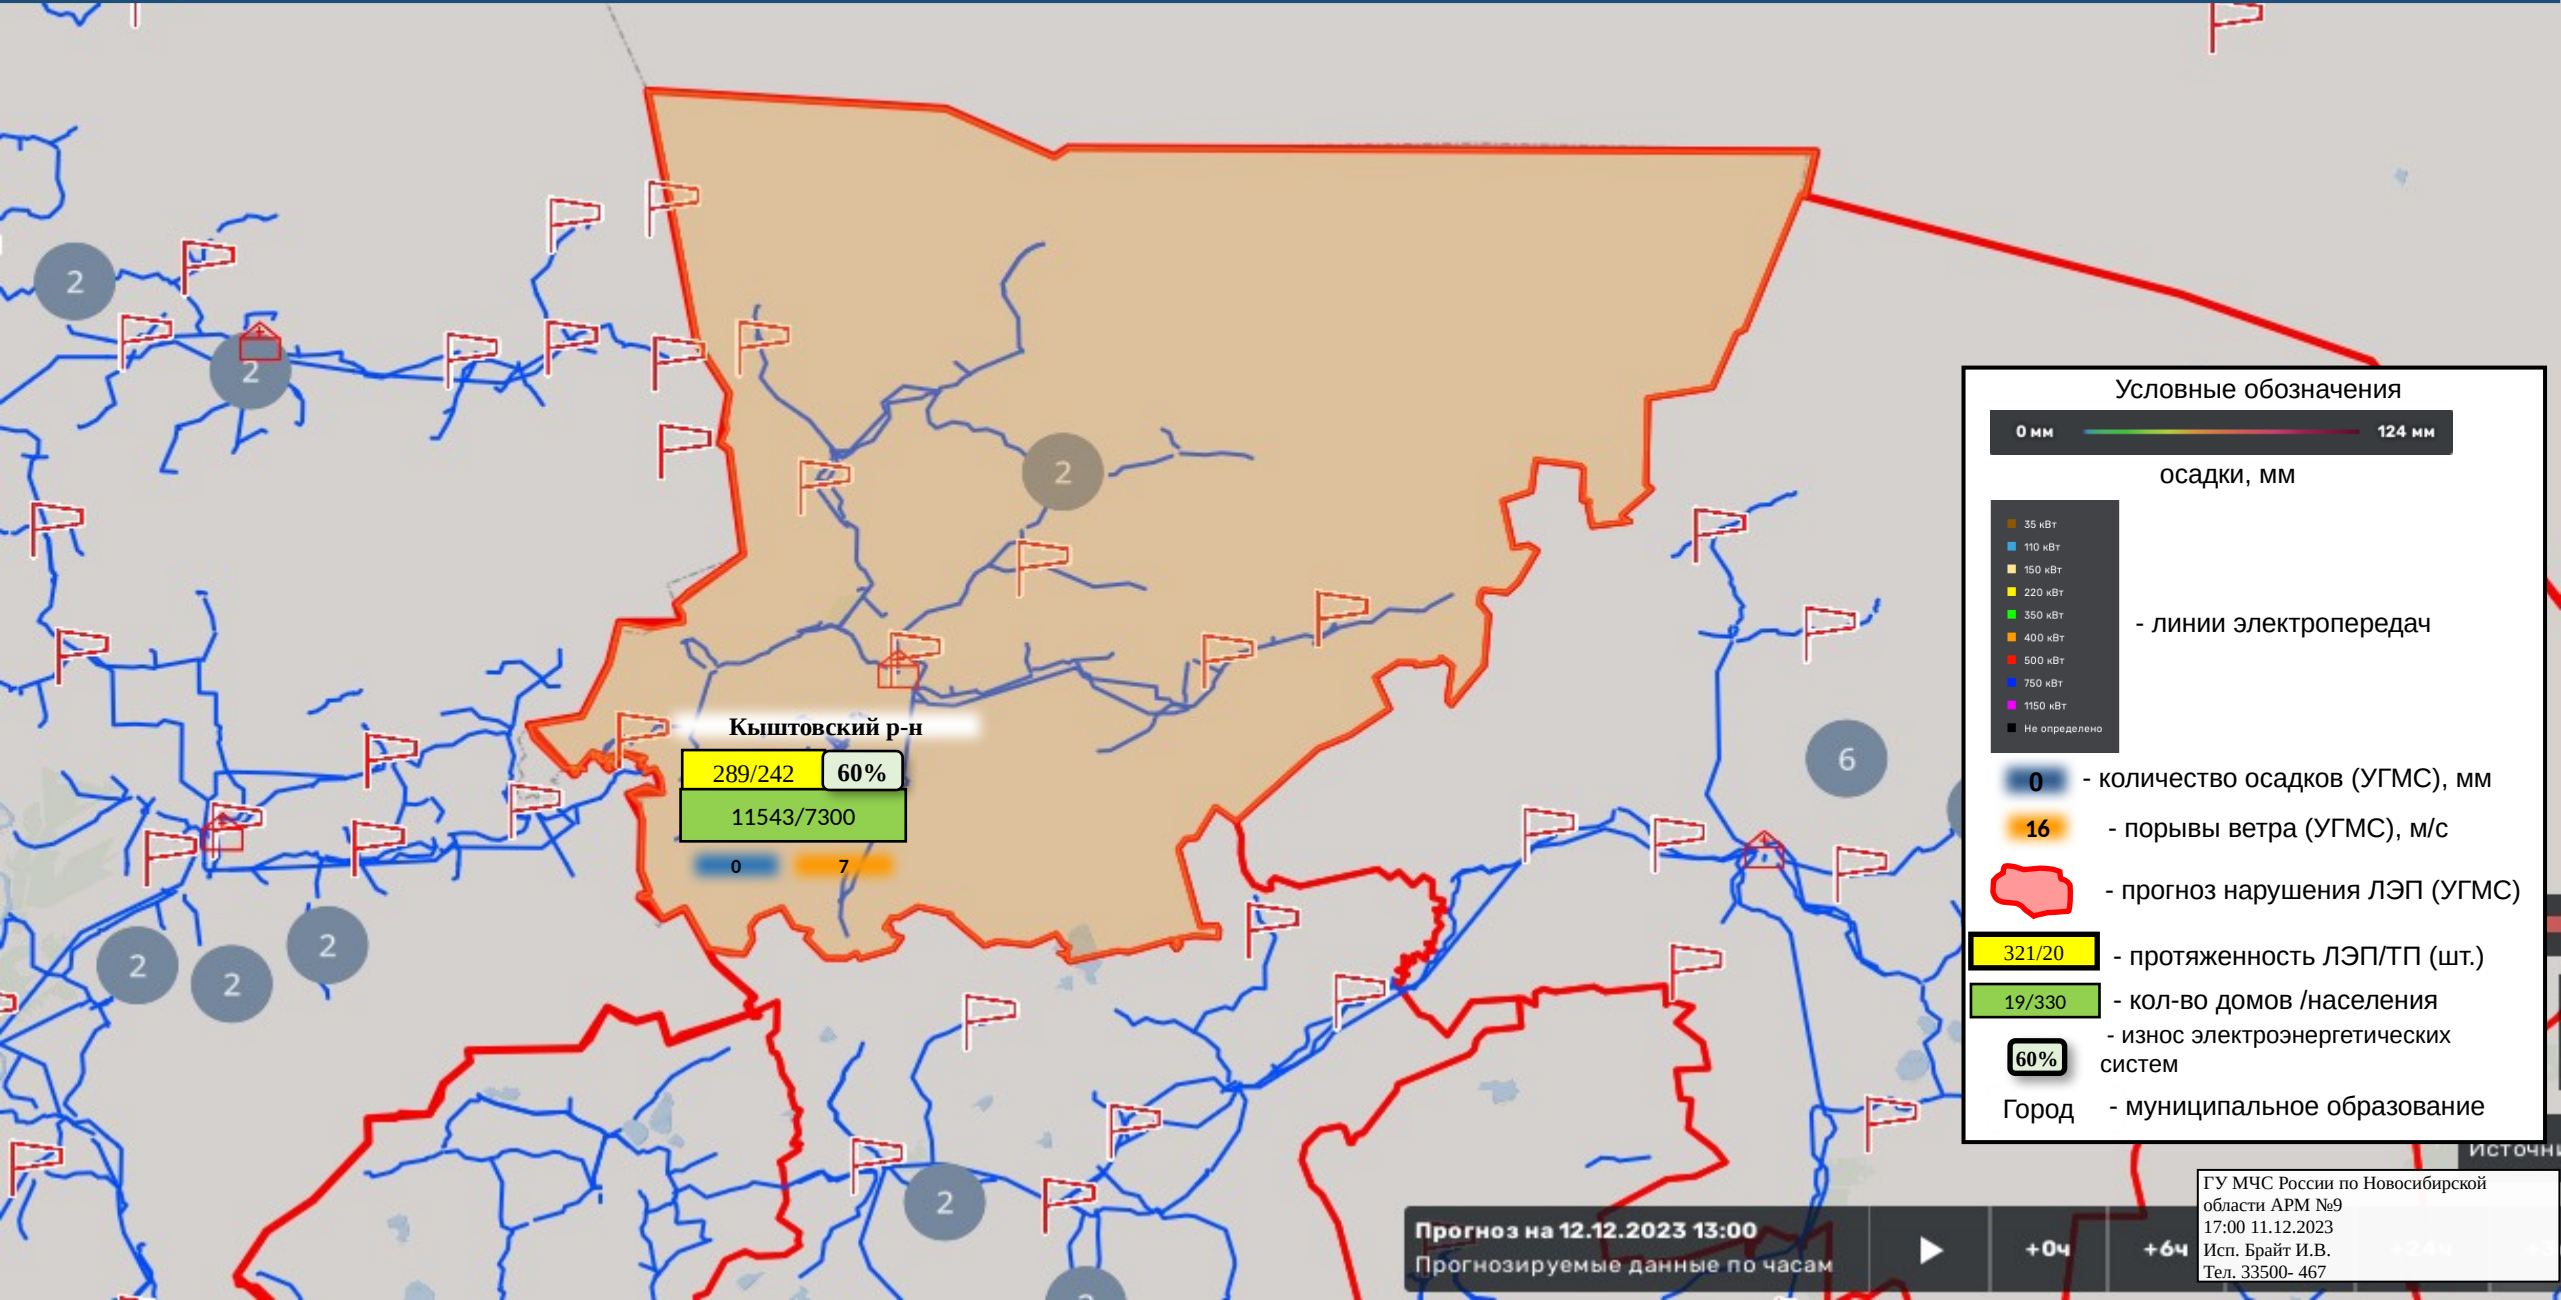 2
2
2
Кыштовский р-н
289/242
60%
11543/7300
0
7
6
2
2
2
2
Условные обозначения
0 мм
124 мм
осадки, мм
35 кВт
110 кВт
150 кВт
220 кВт
350 кВт
400 кВт
500 кВт
750 кВт
1150 кВт
Не определено
- линии электропередач
0 - количество осадков (УГМС), мм
16 - порывы ветра (УГМС), м/с
- прогноз нарушения ЛЭП (УГМС)
321/20 - протяженность ЛЭП/ТП (шт.)
19/330 - кол-во домов /населения
60% - износ электроэнергетических
систем
Город - муниципальное образование
Прогноз на 12.12.2023 13:00
Прогнозируемые данные по часам
+0ч
+6ч
ГУ МЧС России по Новосибирской
области АРМ №9
17:00 11.12.2023
Исп. Брайт И.В.
Тел. 33500- 467